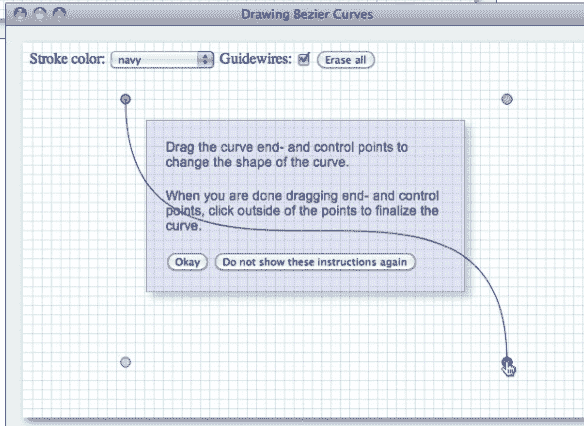 Drawing Bezier Curves
Stroke color: navy Guidewires: Erase all
Drag the curve end- and control points to
change the shape of the curve.
When you are done dragging end- and control
points, click outside of the points to finalize the
curve.
Okay Do not show these instructions again